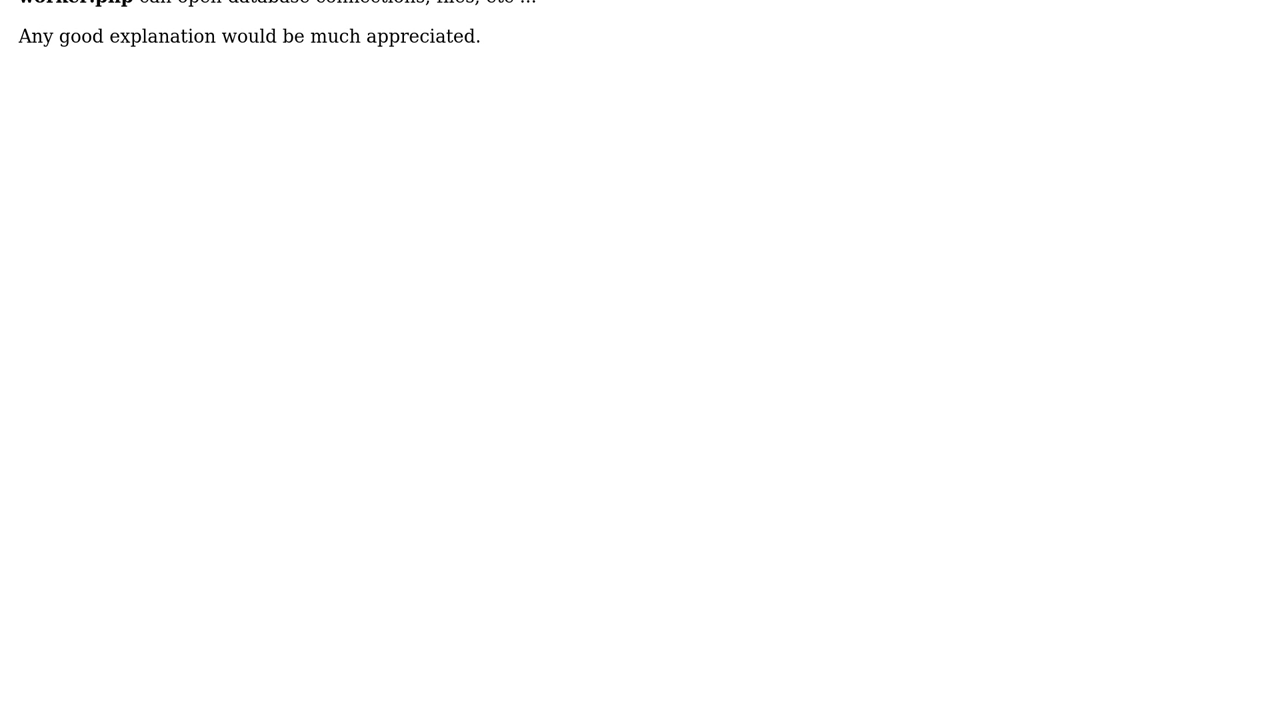 worker.php can open database connections, files, etc ...
Any good explanation would be much appreciated.